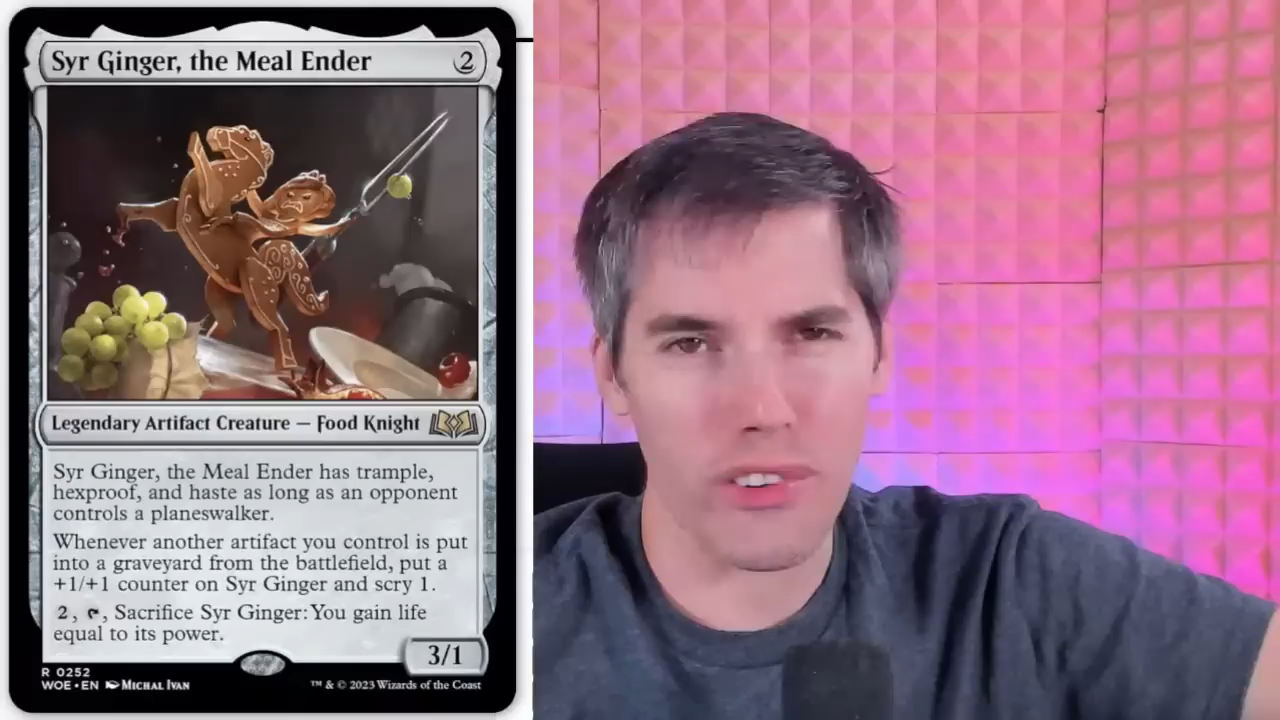 Syr Ginger, the Meal Ender 2
Legendary Artifact Creature — Food Knight
Syr Ginger, the Meal Ender has trample,
hexproof, and haste as long as an opponent
controls a planeswalker.
Whenever another artifact you control is put
into a graveyard from the battlefield, put a
+1/+1 counter on Syr Ginger and scry 1.
2, , Sacrifice Syr Ginger: You gain life
equal to its power.
3/1
R 0252
WOE • EN MICHAL IVAN
™ & © 2023 Wizards of the Coast